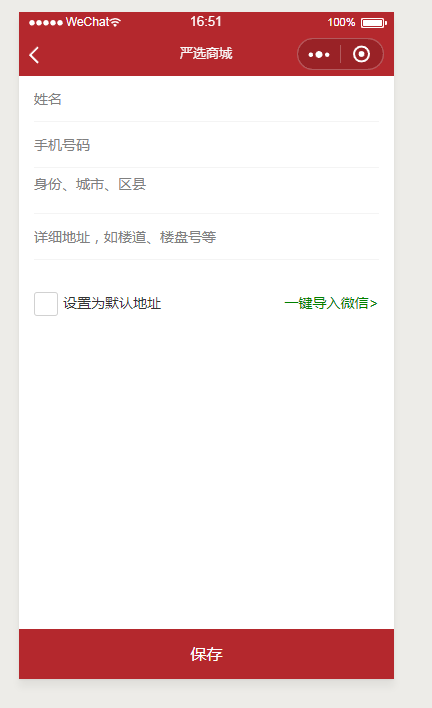 WeChat 16:51 100%
严选商城
姓名
手机号码
身份、城市、区县
详细地址，如楼道、楼盘号等
设置为默认地址 一键导入微信>
保存